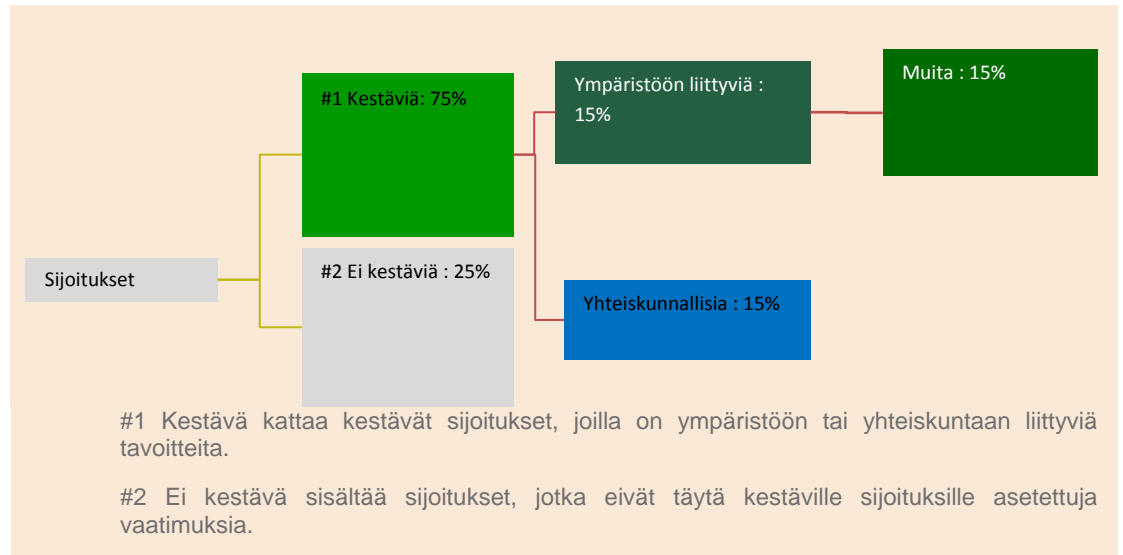 #1 Kestäviä: 75%
Ympäristöön liittyviä :
15%
Muita : 15%
Sijoitukset
#2 Ei kestäviä : 25%
Yhteiskunnallisia : 15%
#1 Kestävä kattaa kestävät sijoitukset, joilla on ympäristöön tai yhteiskuntaan liittyviä
tavoitteita.
#2 Ei kestävä sisältää sijoitukset, jotka eivät täytä kestäville sijoituksille asetettuja
vaatimuksia.